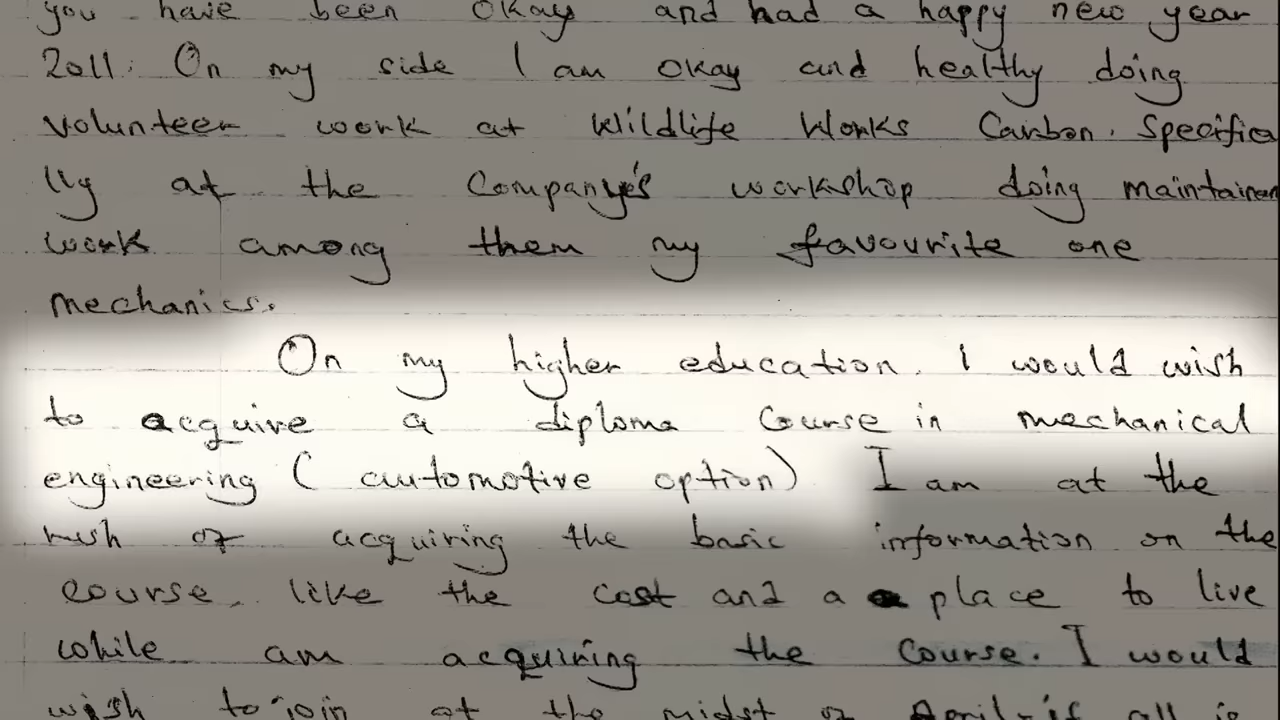 you have been okay and had a happy new year
2011. On my side I am okay and healthy doing
volunteer work at Wildlife Works Carbon. Specifica
lly at the Company's workshop doing maintainan
work among them my favourite one
mechanics.
On my higher education. I would wish
to acquire a diploma Course in mechanical
engineering ( automotive option) I am at the
rush of acquiring the basic information on the
course. like the cost and a place to live
while am acquiring the Course. I would
wish to join at the midst of April if all is